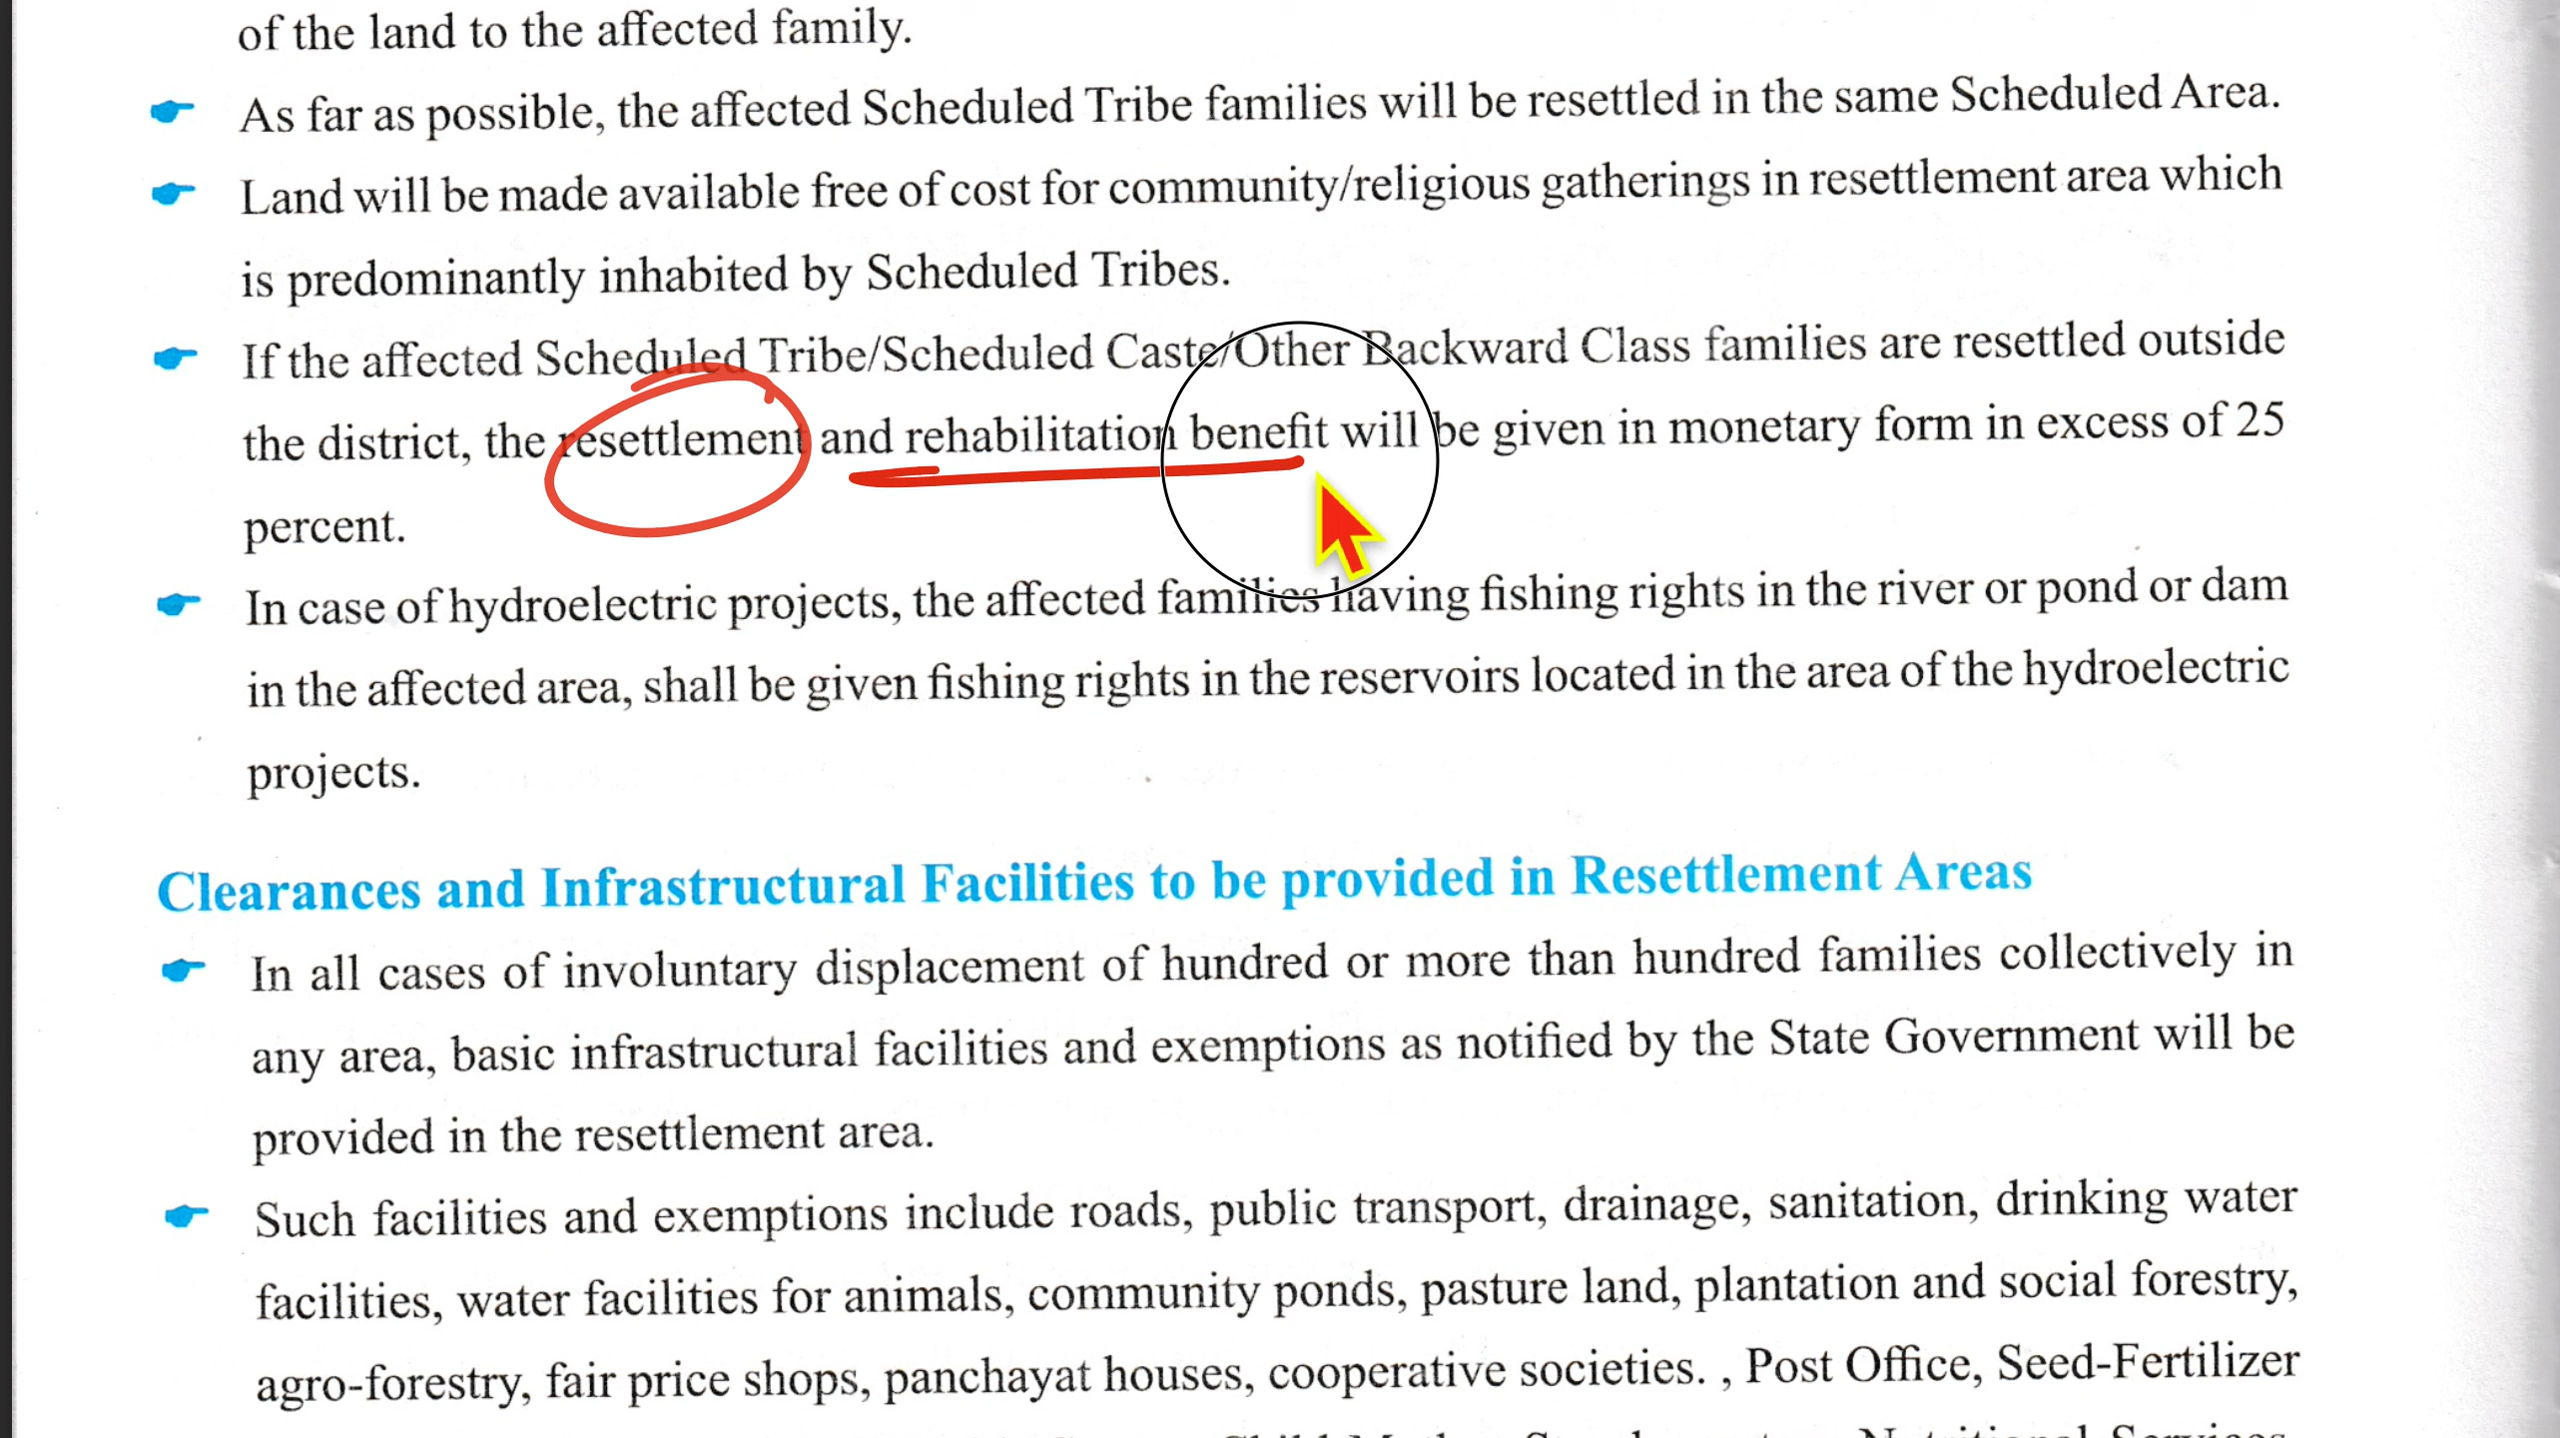 of the land to the affected family.
As far as possible, the affected Scheduled Tribe families will be resettled in the same Scheduled Area.
Land will be made available free of cost for community/religious gatherings in resettlement area which
is predominantly inhabited by Scheduled Tribes.
If the affected Scheduled Tribe/Scheduled Caste/Other Backward Class families are resettled outside
the district, the resettlement and rehabilitation benefit will be given in monetary form in excess of 25
percent.
In case of hydroelectric projects, the affected families having fishing rights in the river or pond or dam
in the affected area, shall be given fishing rights in the reservoirs located in the area of the hydroelectric
projects.
Clearances and Infrastructural Facilities to be provided in Resettlement Areas
In all cases of involuntary displacement of hundred or more than hundred families collectively in
any area, basic infrastructural facilities and exemptions as notified by the State Government will be
provided in the resettlement area.
Such facilities and exemptions include roads, public transport, drainage, sanitation, drinking water
facilities, water facilities for animals, community ponds, pasture land, plantation and social forestry,
agro-forestry, fair price shops, panchayat houses, cooperative societies. , Post Office, Seed-Fertilizer